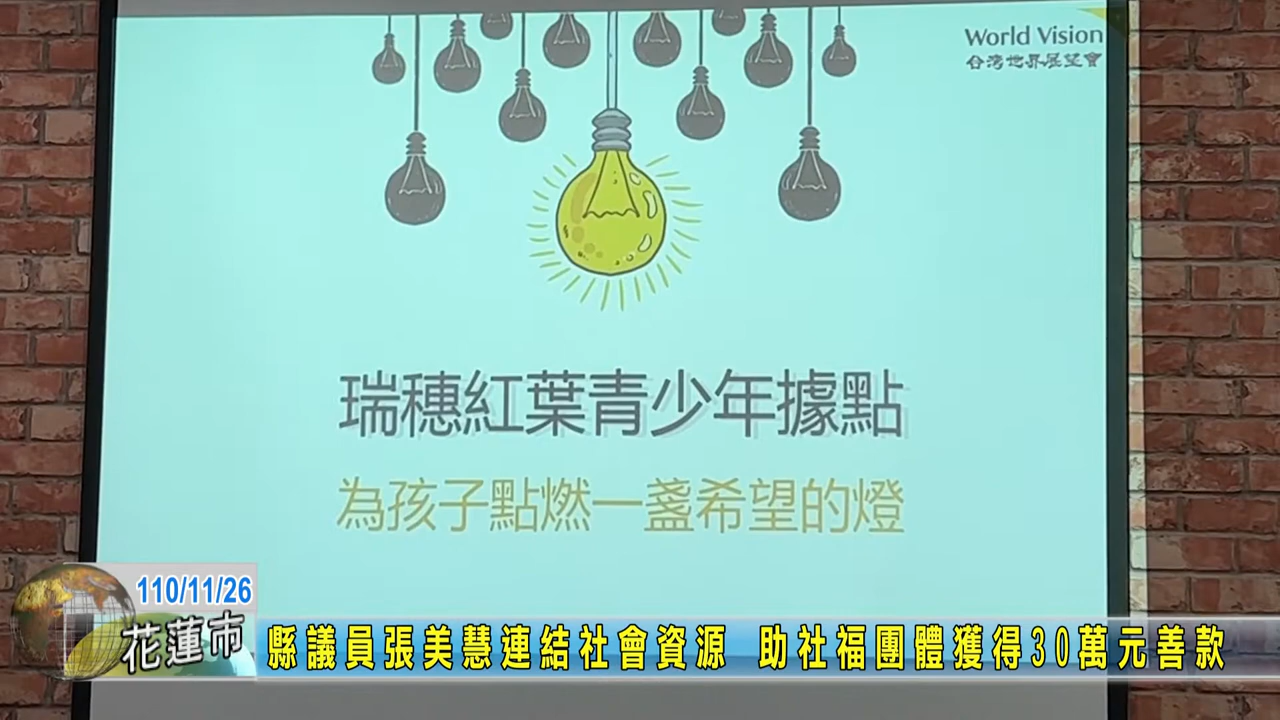 World Vision
台灣世界展望會
瑞穗紅葉青少年據點
為孩子點燃一盞希望的燈
110/11/26
花蓮市
縣議員張美慧連結社會資源 助社福團體獲得30萬元善款